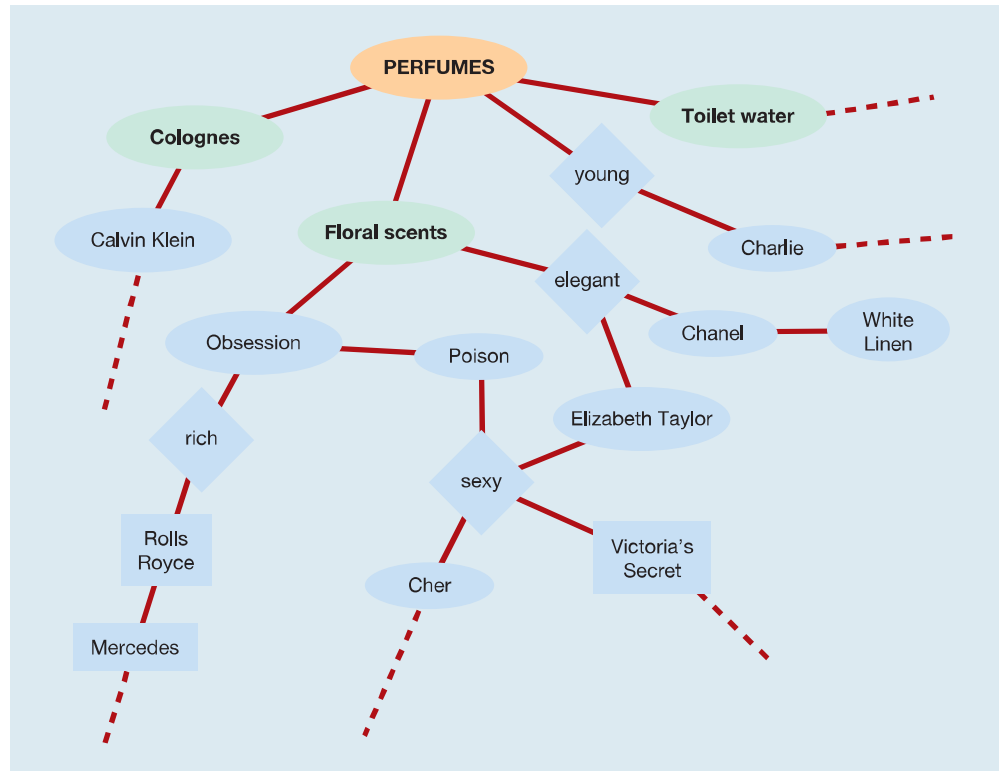 PERFUMES
Toilet water
Colognes
young
Floral scents
Calvin Klein
Charlie
elegant
White
Linen
Chanel
Obsession
Poison
Elizabeth Taylor
rich
sexy
Rolls
Royce
Victoria's
Secret
Cher
Mercedes